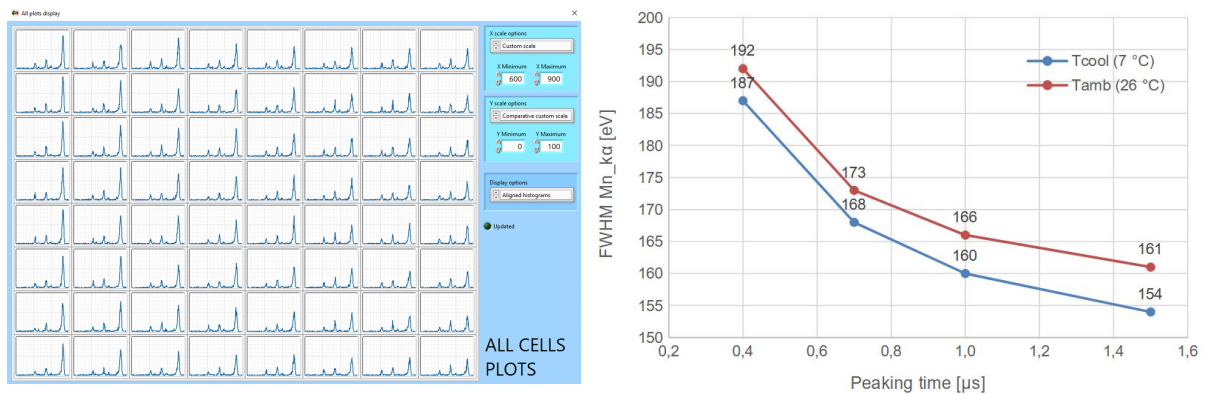 All plots display
X scale options
Custom scale
X Minimum X Maximum
600 900
Y scale options
Comparative custom scale
Y Minimum Y Maximum
0 100
Display options
Aligned histograms
Updated
ALL CELLS
PLOTS
200
195
190
185
180
175
170
165
160
155
150
FWHM Mn_kα [eV]
192
187
173
168
166
160
161
154
Tcool (7 °C)
Tamb (26 °C)
0,2 0,4 0,6 0,8 1,0 1,2 1,4 1,6
Peaking time [µs]